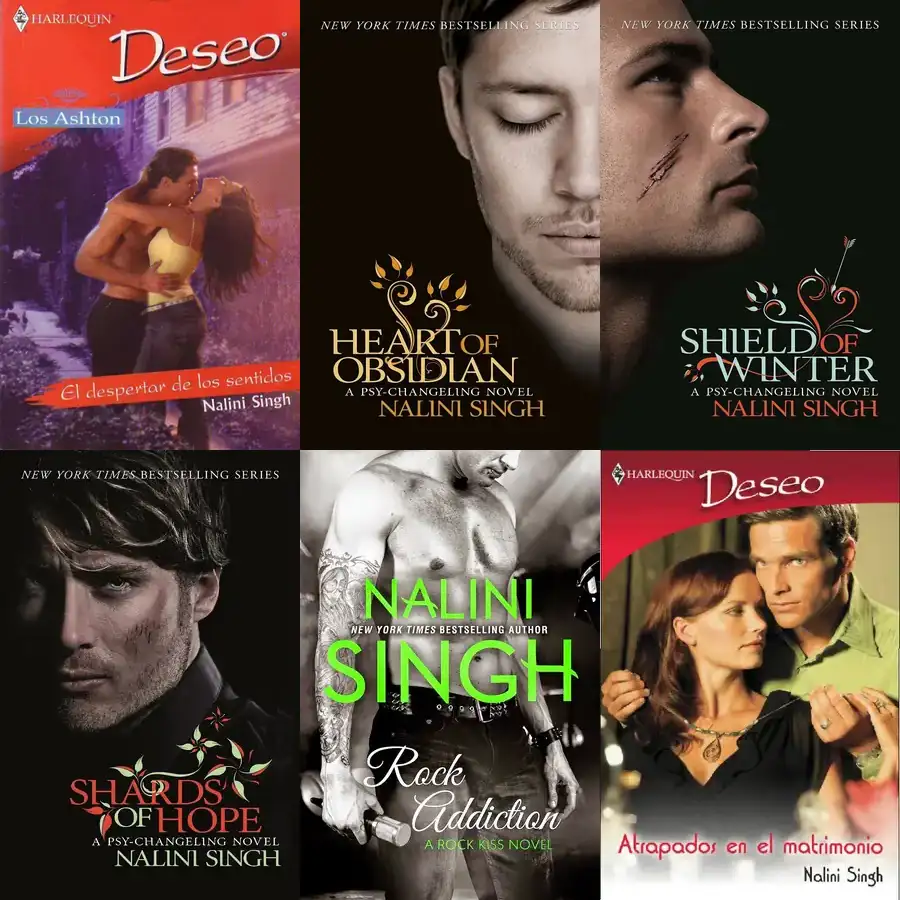 HARLEQUIN
Deseo
Los Ashton
El despertar de los sentidos
Nalini Singh
NEW YORK TIMES BESTSELLING SERIES
HEART OF
OBSIDIAN
A PSY-CHANGELING NOVEL
NALINI SINGH
NEW YORK TIMES BESTSELLING SERIES
SHIELD OF
WINTER
A PSY-CHANGELING NOVEL
NALINI SINGH
NEW YORK TIMES BESTSELLING SERIES
SHARDS
OF HOPE
A PSY-CHANGELING NOVEL
NALINI SINGH
NALINI
NEW YORK TIMES BESTSELLING AUTHOR
SINGH
Rock
Addiction
A ROCK KISS NOVEL
HARLEQUIN
Deseo
Atrapados en el matrimonio
Nalini Singh